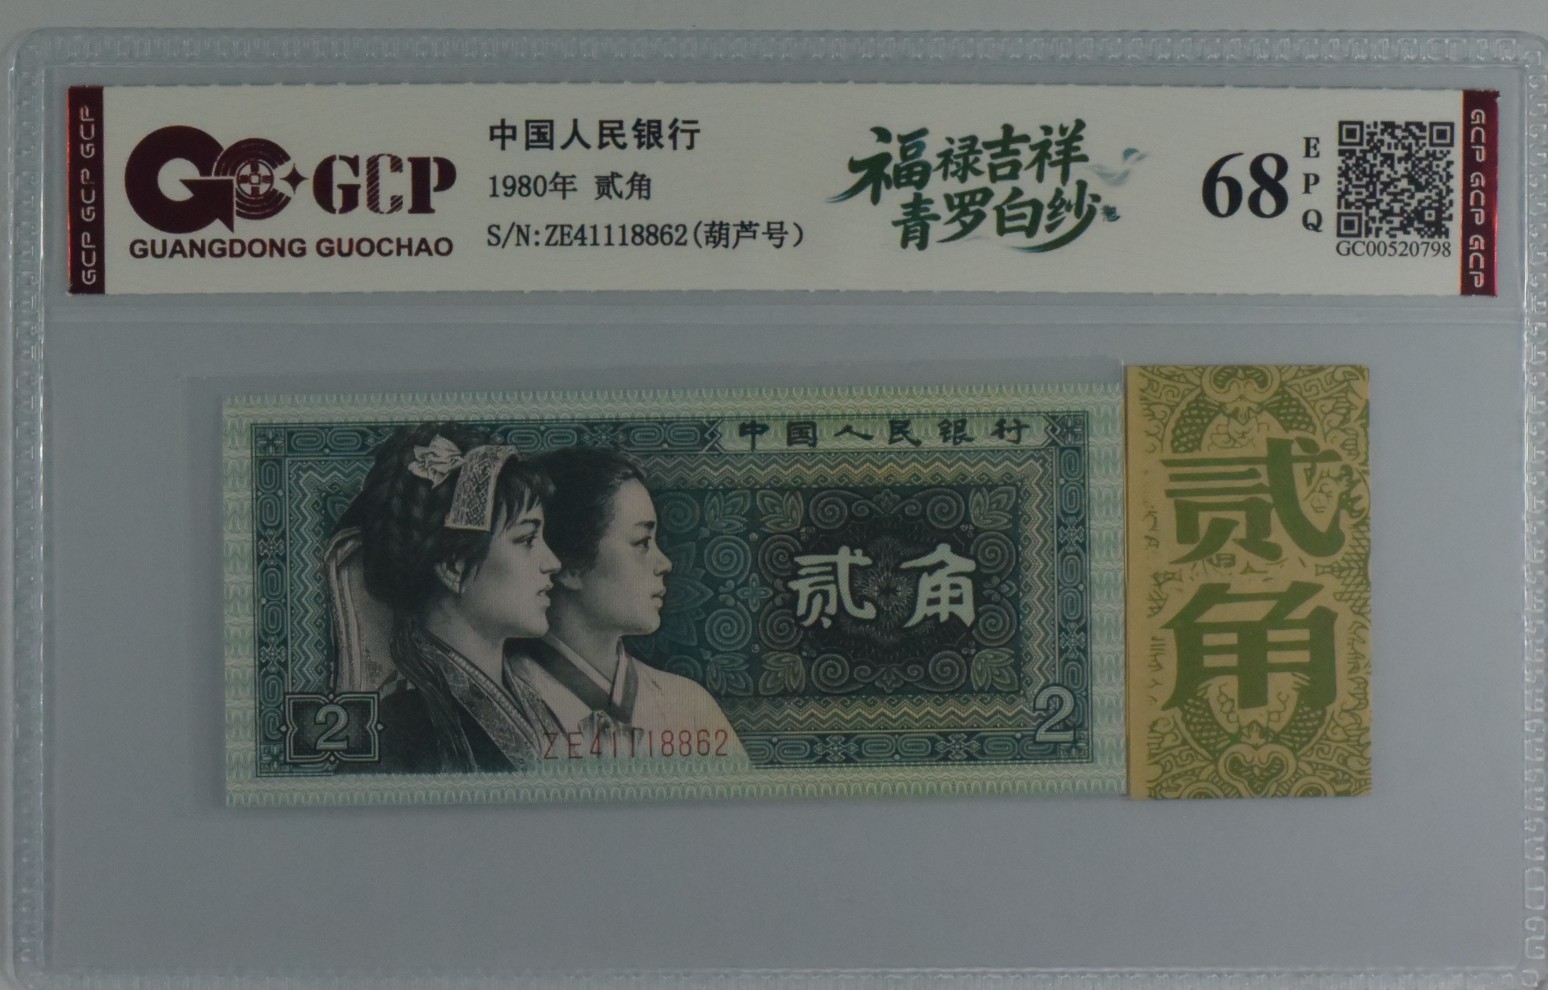 GCP GCP GCP
GCP
GUANGDONG GUOCHAO
中国人民银行
1980年 贰角
S/N:ZE41118862(葫芦号)
福禄吉祥
青罗白纱
68
EPQ
GC00520798
GCP GCP GCP
中国人民银行
贰角
2
2
ZE41118862
贰角